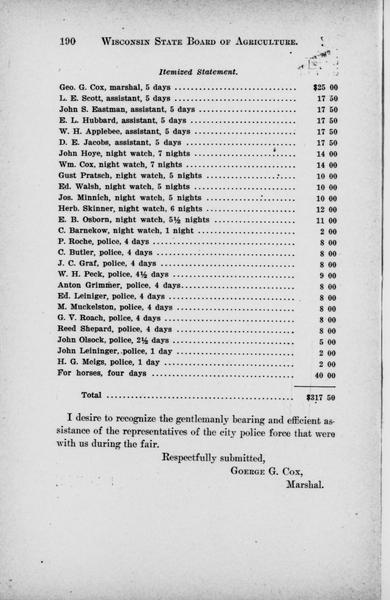 190 Wisconsin State Board of Agriculture.
Itemized Statement.
Geo. G. Cox, marshal, 5 days ........ $25 00
L. E. Scott, assistant, 5 days ........ 17 50
John S. Eastman, assistant, 5 days ........ 17 50
E. L. Hubbard, assistant, 5 days ........ 17 50
W. H. Applebee, assistant, 5 days ........ 17 50
D. E. Jacobs, assistant, 5 days ........ 17 50
John Hoye, night watch, 7 nights ........ 14 00
Wm. Cox, night watch, 7 nights ........ 14 00
Gust Pratsch, night watch, 5 nights ........ 10 00
Ed. Walsh, night watch, 5 nights ........ 10 00
Jos. Minnich, night watch, 5 nights ........ 10 00
Herb. Skinner, night watch, 6 nights ........ 12 00
E. B. Osborn, night watch, 5½ nights ........ 11 00
C. Barnekow, night watch, 1 night ........ 2 00
P. Roche, police, 4 days ........ 8 00
C. Butler, police, 4 days ........ 8 00
J. C. Graf, police, 4 days ........ 8 00
W. H. Peck, police, 4½ days ........ 9 00
Anton Grimmer, police, 4 days ........ 8 00
Ed. Leiniger, police, 4 days ........ 8 00
M. Muckelston, police, 4 days ........ 8 00
G. V. Roach, police, 4 days ........ 8 00
Reed Shepard, police, 4 days ........ 8 00
John Olsock, police, 2½ days ........ 5 00
John Leininger, police, 1 day ........ 2 00
H. G. Meigs, police, 1 day ........ 2 00
For horses, four days ........ 40 00
Total ........ $317 50
I desire to recognize the gentlemanly bearing and efficient as-
sistance of the representatives of the city police force that were
with us during the fair.
Respectfully submitted,
Goerge G. Cox,
Marshal.